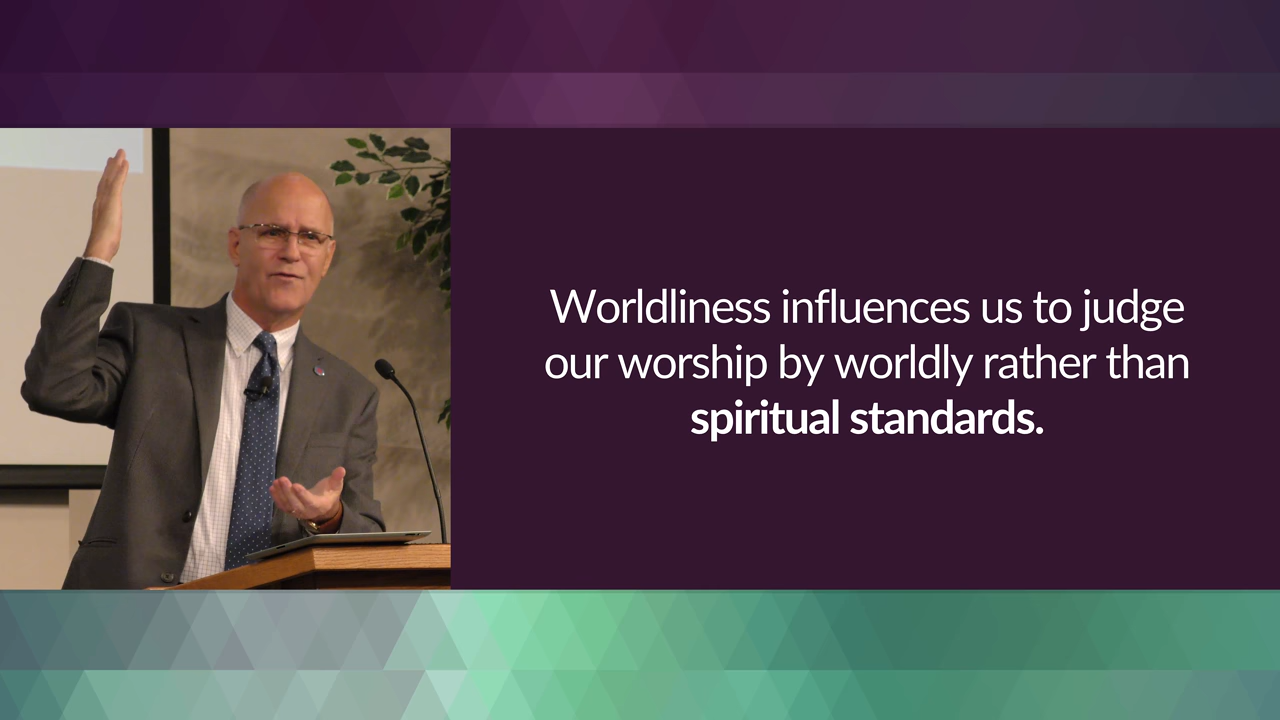 Worldliness influences us to judge
our worship by worldly rather than
spiritual standards.